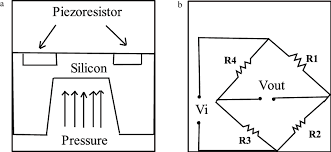 a
Piezoresistor
Silicon
Pressure
b
R4
R1
Vout
Vi
R3
R2